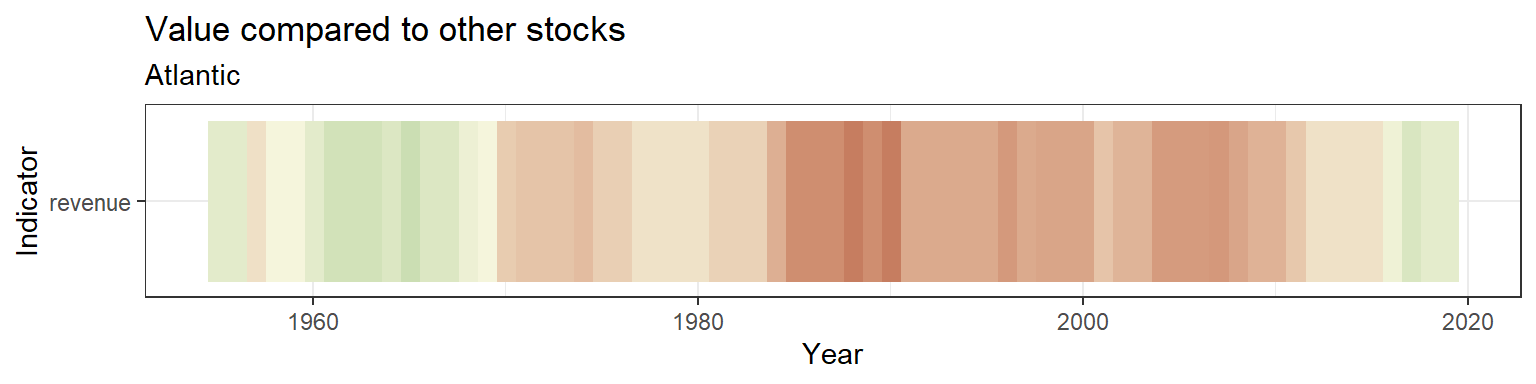 Value compared to other stocks
Atlantic
Indicator
revenue
1960 1980 2000 2020
Year